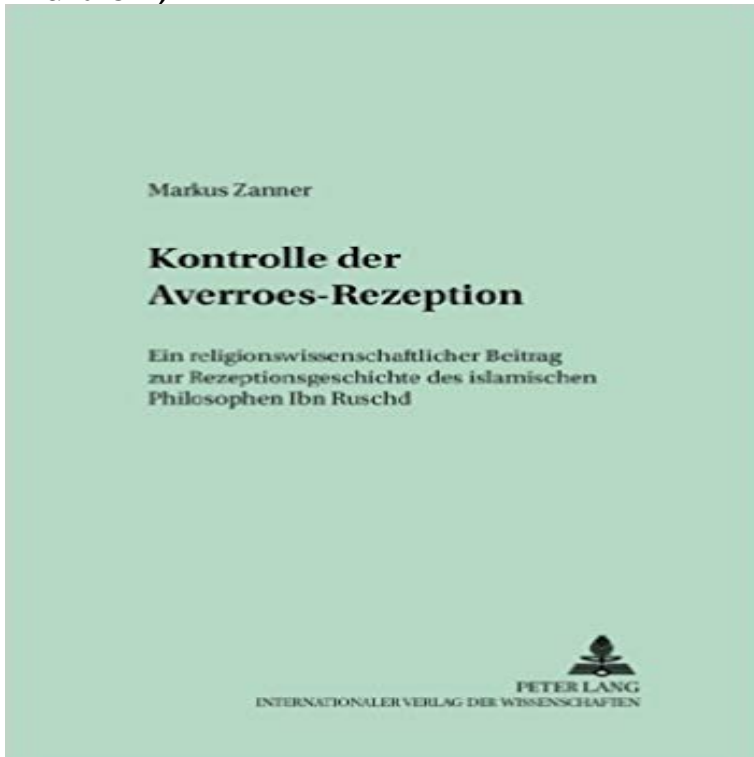 Markus Zanner
Kontrolle der
Averroes-Rezeption
Ein religionswissenschaftlicher Beitrag
zur Rezeptionsgeschichte des islamischen
Philosophen Ibn Ruschd
PETER LANG
INTERNATIONALER VERLAG DER WISSENSCHAFTEN